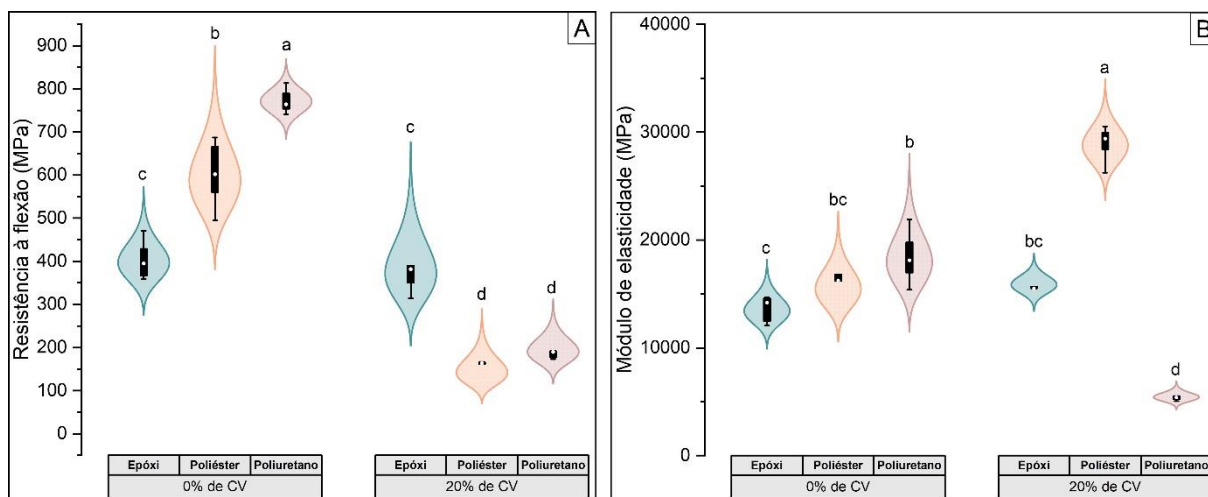 A
Resistência à flexão (MPa)
900
800
700
600
500
400
300
200
100
0
c
b
a
c
d
d
Epóxi Poliéster Poliuretano
0% de CV
Epóxi Poliéster Poliuretano
20% de CV
B
Módulo de elasticidade (MPa)
40000
30000
20000
10000
0
c
bc
b
bc
a
d
Epóxi Poliéster Poliuretano
0% de CV
Epóxi Poliéster Poliuretano
20% de CV